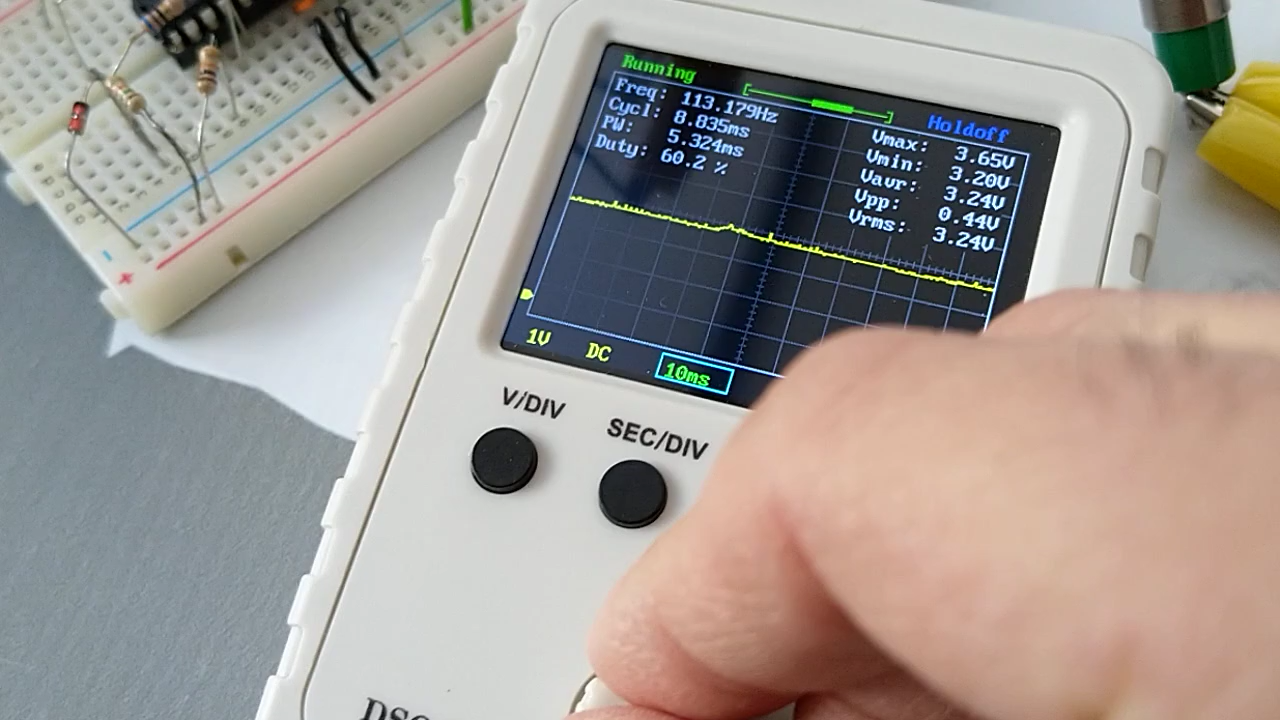 Running
Holdoff
Freq: 113.179Hz
Cycl: 8.835ms
PW: 5.324ms
Duty: 60.2 %
Vmax: 3.65V
Vmin: 3.20V
Vavr: 3.24V
Vpp: 0.44V
Vrms: 3.24V
1V DC 10ms
V/DIV SEC/DIV